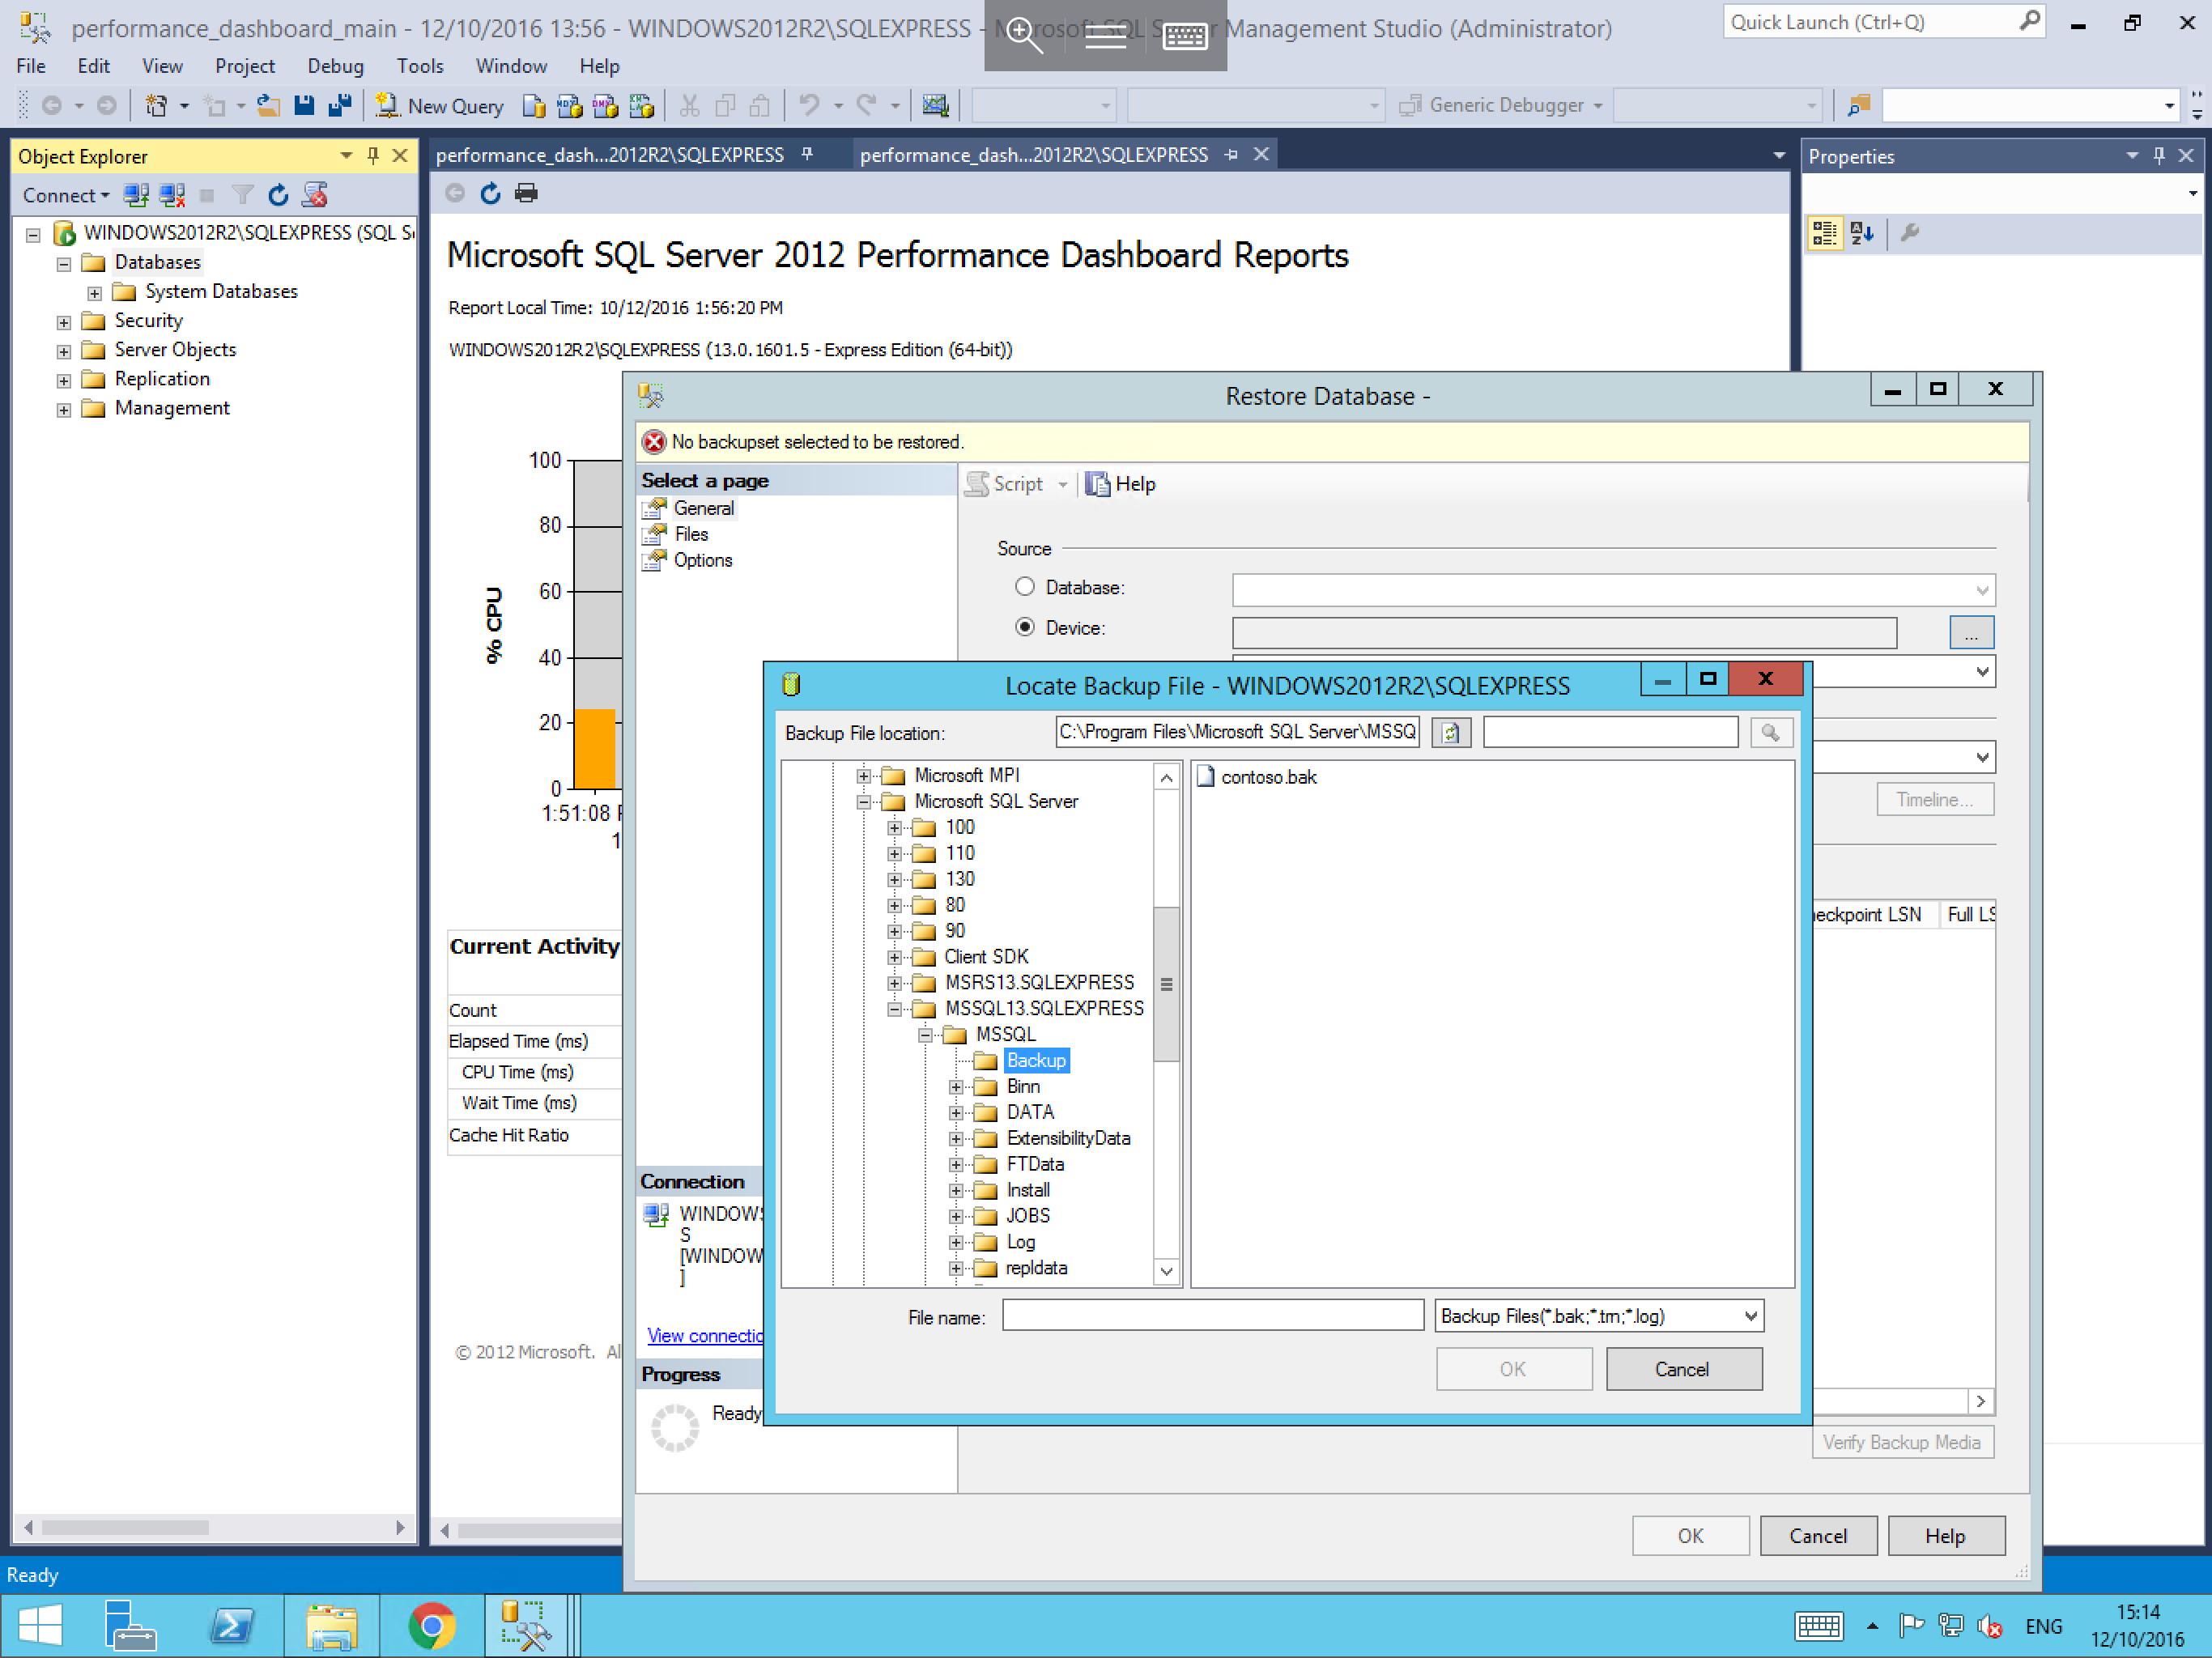 performance_dashboard_main - 12/10/2016 13:56 - WINDOWS2012R2\SQLEXPRESS - Microsoft SQL Server Management Studio (Administrator)
Quick Launch (Ctrl+Q)
File Edit View Project Debug Tools Window Help
New Query
Generic Debugger
Object Explorer
Connect
WINDOWS2012R2\SQLEXPRESS (SQL S
Databases
System Databases
Security
Server Objects
Replication
Management
performance_dash...2012R2\SQLEXPRESS
performance_dash...2012R2\SQLEXPRESS
Microsoft SQL Server 2012 Performance Dashboard Reports
Report Local Time: 10/12/2016 1:56:20 PM
WINDOWS2012R2\SQLEXPRESS (13.0.1601.5 - Express Edition (64-bit))
% CPU
100
80
60
40
20
0
1:51:08
1
Current Activity
Count
Elapsed Time (ms)
CPU Time (ms)
Wait Time (ms)
Cache Hit Ratio
© 2012 Microsoft. Al
Properties
Restore Database -
No backupset selected to be restored.
Select a page
General
Files
Options
Script
Help
Source
Database:
Device:
...
Timeline...
eckpoint LSN
Full LS
Connection
WINDOWS
S
[WINDOW
]
View connectio
Progress
Ready
Verify Backup Media
OK
Cancel
Help
Locate Backup File - WINDOWS2012R2\SQLEXPRESS
Backup File location:
C:\Program Files\Microsoft SQL Server\MSSQ
Microsoft MPI
Microsoft SQL Server
100
110
130
80
90
Client SDK
MSRS13.SQLEXPRESS
MSSQL13.SQLEXPRESS
MSSQL
Backup
Binn
DATA
ExtensibilityData
FTData
Install
JOBS
Log
repldata
contoso.bak
File name:
Backup Files(*.bak;*.trn;*.log)
OK
Cancel
Ready
ENG
15:14
12/10/2016